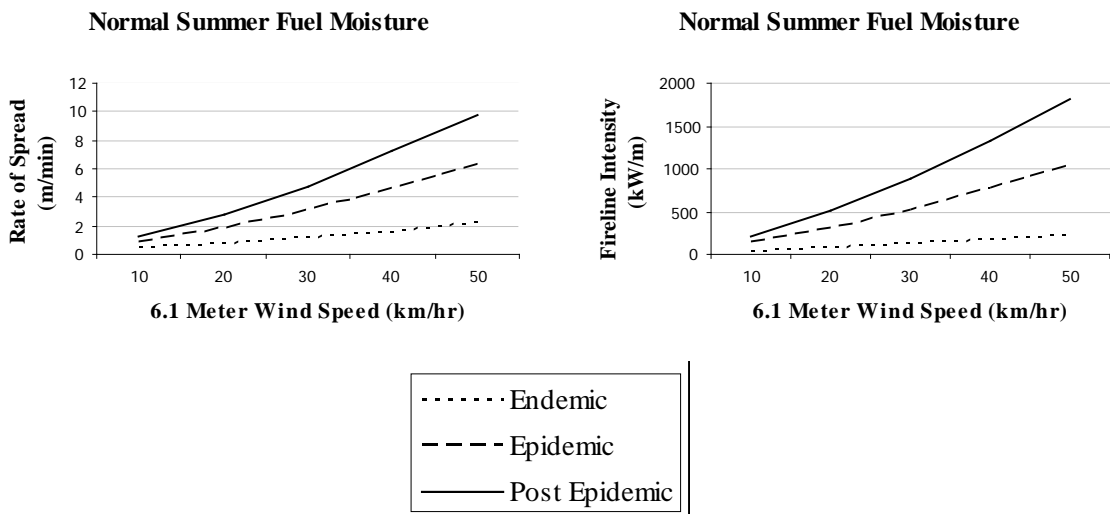 Normal Summer Fuel Moisture
Rate of Spread
(m/min)
12
10
8
6
4
2
0
10 20 30 40 50
6.1 Meter Wind Speed (km/hr)
Normal Summer Fuel Moisture
Fireline Intensity
(kW/m)
2000
1500
1000
500
0
10 20 30 40 50
6.1 Meter Wind Speed (km/hr)
Endemic
Epidemic
Post Epidemic